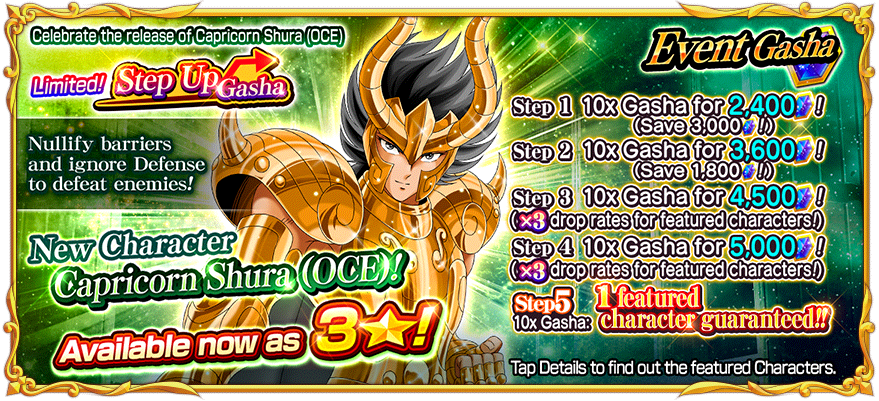 Celebrate the release of Capricorn Shura (OCE)
Limited! Step Up Gasha
Nullify barriers
and ignore Defense
to defeat enemies!
New Character
Capricorn Shura (OCE)!
Available now as 3★!
Event Gasha
Step 1 10x Gasha for 2,400!
(Save 3,000!)
Step 2 10x Gasha for 3,600!
(Save 1,800!)
Step 3 10x Gasha for 4,500!
(×3 drop rates for featured characters!)
Step 4 10x Gasha for 5,000!
(×3 drop rates for featured characters!)
Step5
10x Gasha:
1 featured
character guaranteed!!
Tap Details to find out the featured Characters.